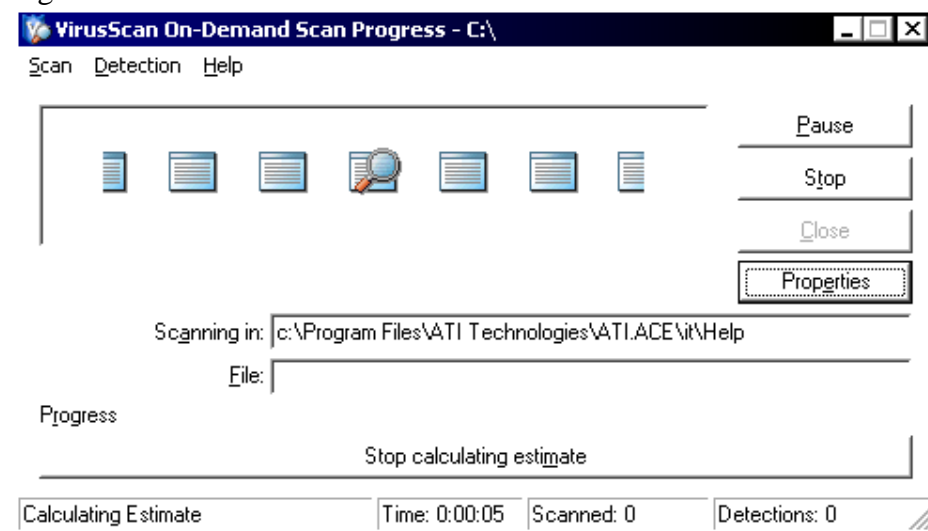 VirusScan On-Demand Scan Progress - C:\
Scan Detection Help
Pause
Stop
Close
Properties
Scanning in: c:\Program Files\ATI Technologies\ATI.ACE\it\Help
File:
Progress
Stop calculating estimate
Calculating Estimate Time: 0:00:05 Scanned: 0 Detections: 0